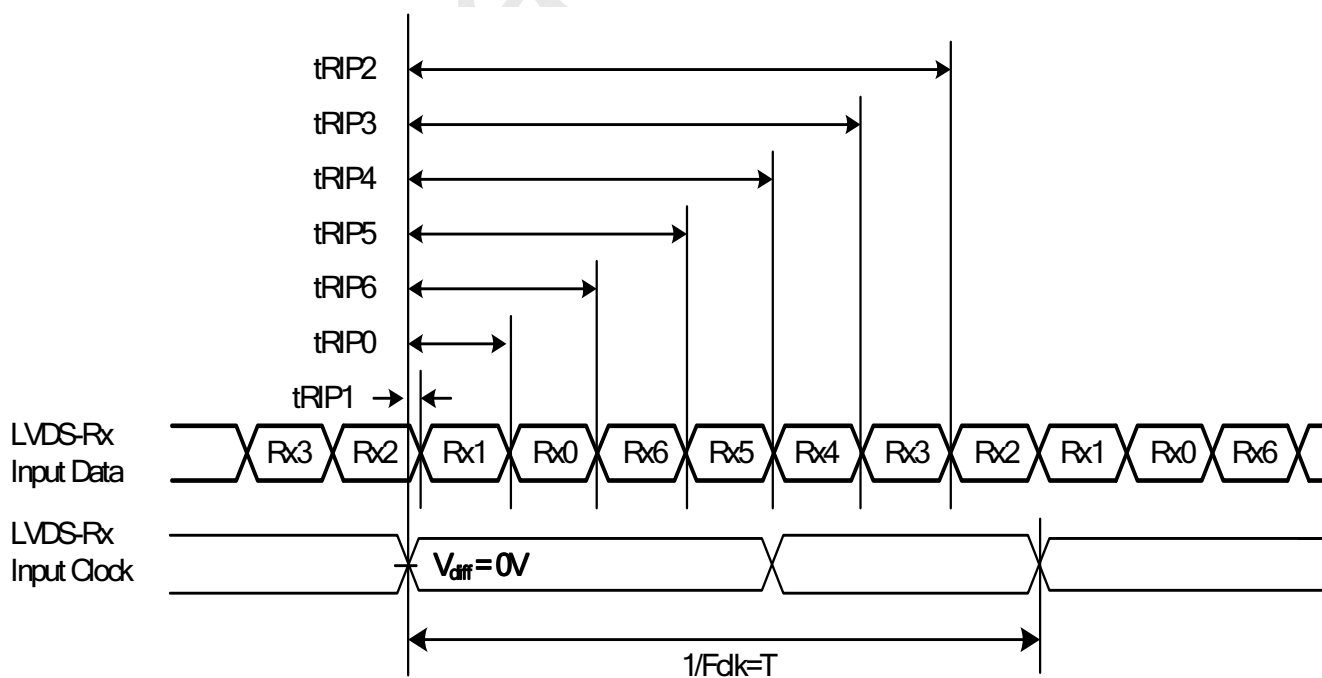 tRIP2
tRIP3
tRIP4
tRIP5
tRIP6
tRIP0
tRIP1
LVDS-Rx
Input Data
Rx3 Rx2 Rx1 Rx0 Rx6 Rx5 Rx4 Rx3 Rx2 Rx1 Rx0 Rx6
LVDS-Rx
Input Clock
Vdiff = 0V
1/Fclk=T